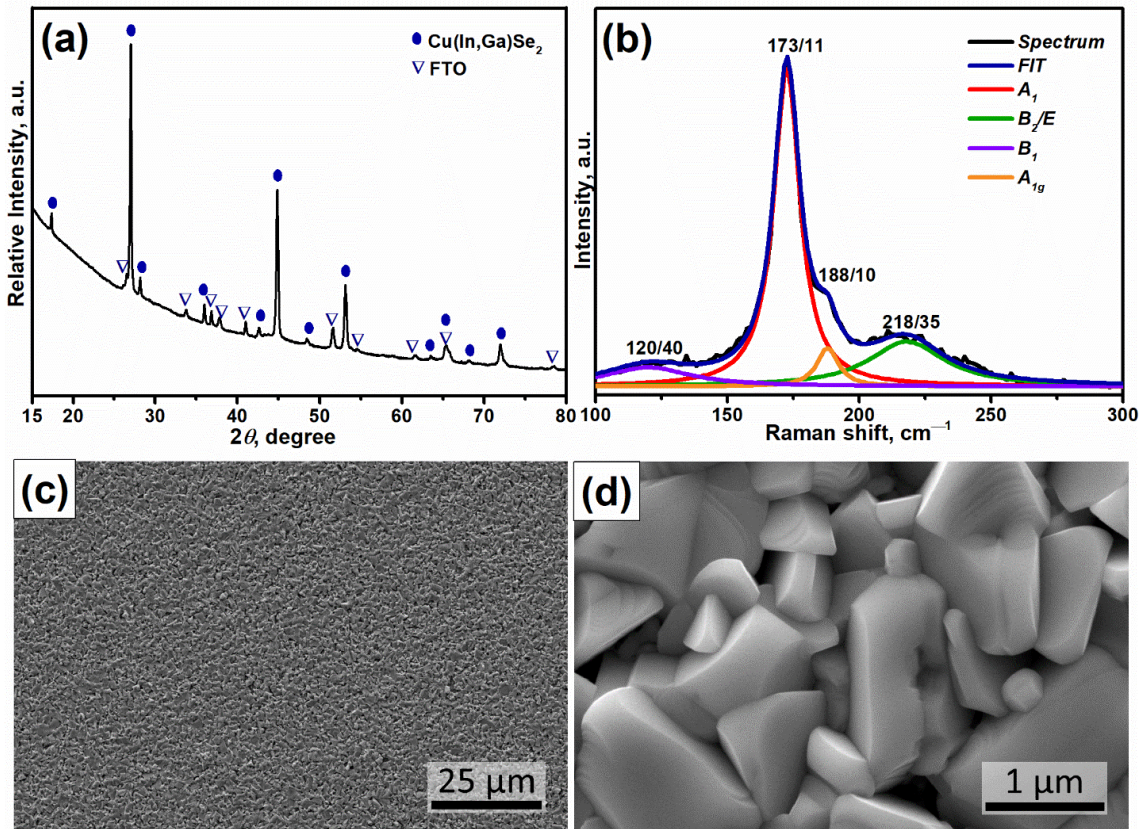 (a)
Cu(In,Ga)Se2
FTO
Relative Intensity, a.u.
15 20 30 40 50 60 70 80
2θ, degree
(b)
173/11
188/10
218/35
120/40
Spectrum
FIT
A1
B2/E
B1
A1g
Intensity, a.u.
100 150 200 250 300
Raman shift, cm—1
(c)
25 µm
(d)
1 µm